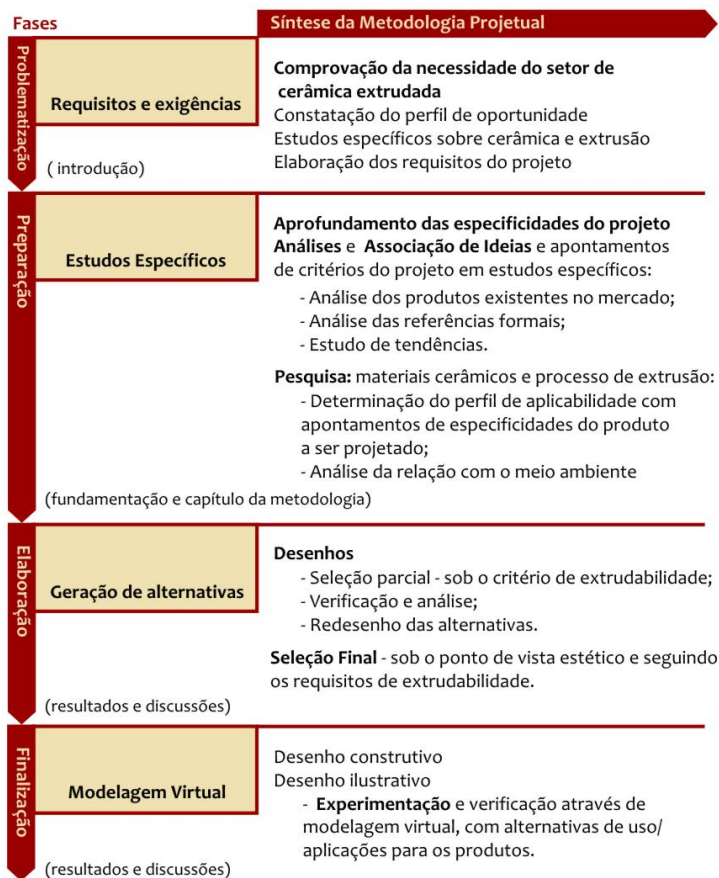 Fases
Síntese da Metodologia Projetual
Problematização
Requisitos e exigências
( introdução)
Comprovação da necessidade do setor de
cerâmica extrudada
Constatação do perfil de oportunidade
Estudos específicos sobre cerâmica e extrusão
Elaboração dos requisitos do projeto
Preparação
Estudos Específicos
Aprofundamento das especificidades do projeto
Análises e Associação de Ideias e apontamentos
de critérios do projeto em estudos específicos:
- Análise dos produtos existentes no mercado;
- Análise das referências formais;
- Estudo de tendências.
Pesquisa: materiais cerâmicos e processo de extrusão:
- Determinação do perfil de aplicabilidade com
apontamentos de especificidades do produto
a ser projetado;
- Análise da relação com o meio ambiente
(fundamentação e capítulo da metodologia)
Elaboração
Geração de alternativas
Desenhos
- Seleção parcial - sob o critério de extrudabilidade;
- Verificação e análise;
- Redesenho das alternativas.
Seleção Final - sob o ponto de vista estético e seguindo
os requisitos de extrudabilidade.
(resultados e discussões)
Finalização
Modelagem Virtual
Desenho construtivo
Desenho ilustrativo
- Experimentação e verificação através de
modelagem virtual, com alternativas de uso/
aplicações para os produtos.
(resultados e discussões)